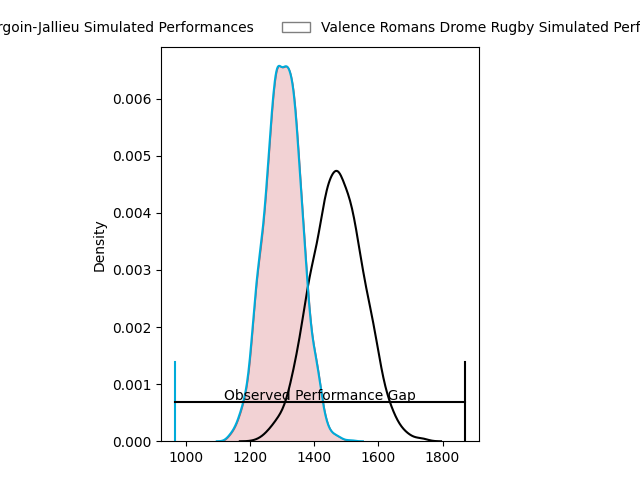 rgoin-Jallieu Simulated Performances
Valence Romans Drome Rugby Simulated Perf
0.006
0.005
0.004
0.003
0.002
0.001
0.000
Density
Observed Performance Gap
1000 1200 1400 1600 1800